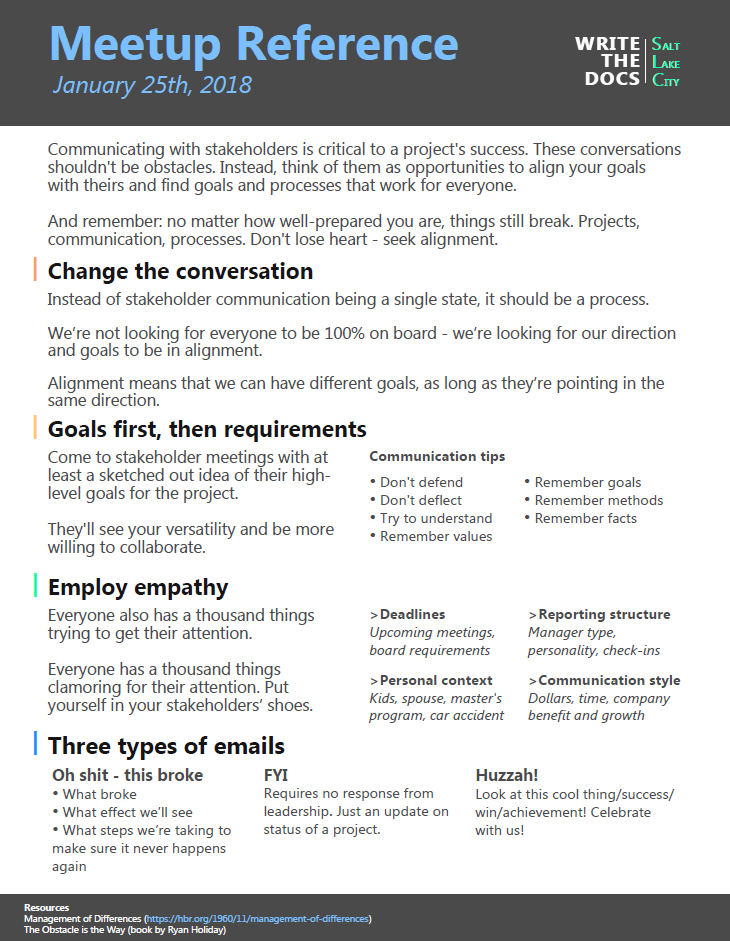 Meetup Reference
January 25th, 2018
WRITE
THE
DOCS
SALT
LAKE
CITY
Communicating with stakeholders is critical to a project's success. These conversations
shouldn't be obstacles. Instead, think of them as opportunities to align your goals
with theirs and find goals and processes that work for everyone.
And remember: no matter how well-prepared you are, things still break. Projects,
communication, processes. Don't lose heart - seek alignment.
Change the conversation
Instead of stakeholder communication being a single state, it should be a process.
We’re not looking for everyone to be 100% on board - we’re looking for our direction
and goals to be in alignment.
Alignment means that we can have different goals, as long as they’re pointing in the
same direction.
Goals first, then requirements
Come to stakeholder meetings with at
least a sketched out idea of their high-
level goals for the project.
They'll see your versatility and be more
willing to collaborate.
Communication tips
• Don't defend
• Don't deflect
• Try to understand
• Remember values
• Remember goals
• Remember methods
• Remember facts
Employ empathy
Everyone also has a thousand things
trying to get their attention.
Everyone has a thousand things
clamoring for their attention. Put
yourself in your stakeholders’ shoes.
>Deadlines
Upcoming meetings,
board requirements
>Reporting structure
Manager type,
personality, check-ins
>Personal context
Kids, spouse, master's
program, car accident
>Communication style
Dollars, time, company
benefit and growth
Three types of emails
Oh shit - this broke
• What broke
• What effect we’ll see
• What steps we’re taking to
make sure it never happens
again
FYI
Requires no response from
leadership. Just an update on
status of a project.
Huzzah!
Look at this cool thing/success/
win/achievement! Celebrate
with us!
Resources
Management of Differences (https://hbr.org/1960/11/management-of-differences)
The Obstacle is the Way (book by Ryan Holiday)